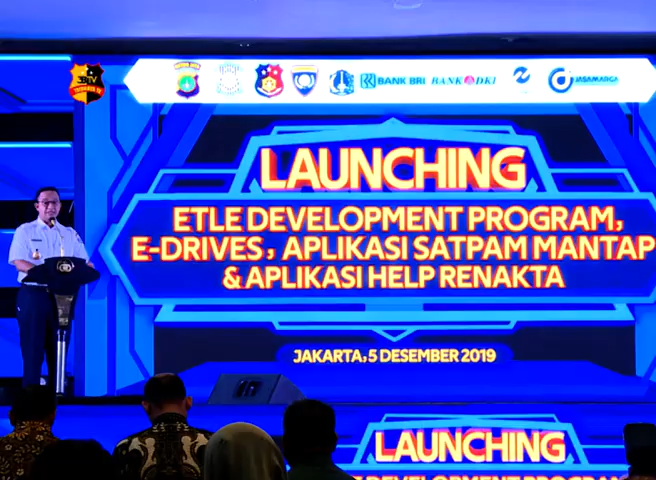 BANK BRI BANK DKI JASAMARGA
LAUNCHING
ETLE DEVELOPMENT PROGRAM,
E-DRIVES, APLIKASI SATPAM MANTAP
& APLIKASI HELP RENAKTA
JAKARTA, 5 DESEMBER 2019
LAUNCHING